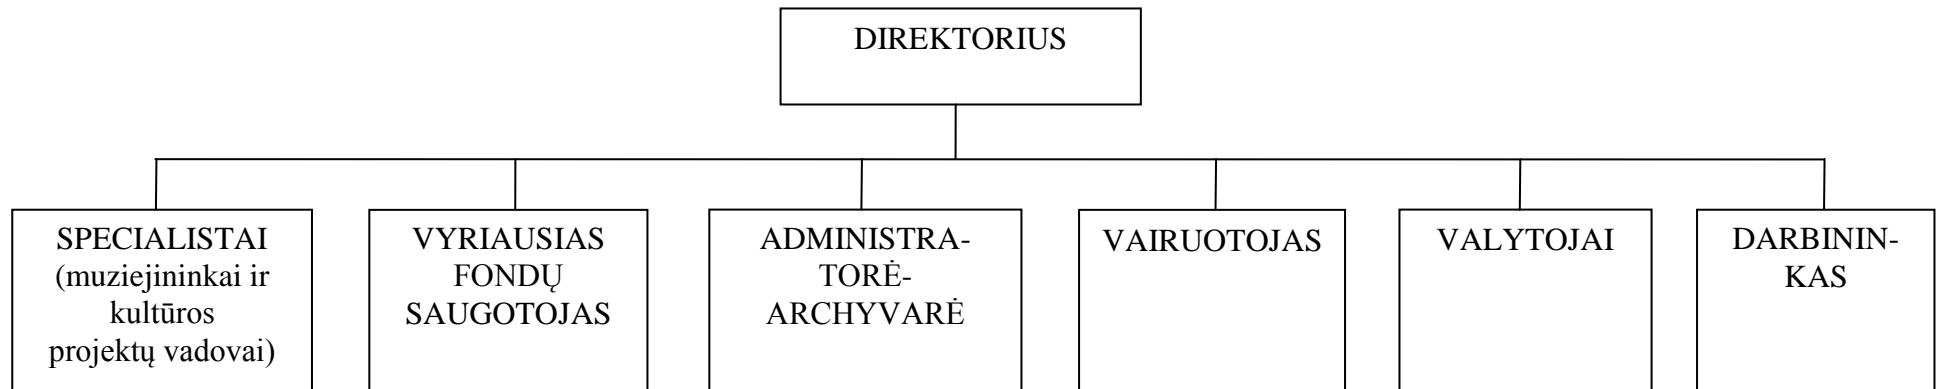 DIREKTORIUS
SPECIALISTAI
(muziejininkai ir
kultūros
projektų vadovai)
VYRIAUSIAS
FONDŲ
SAUGOTOJAS
ADMINISTRA-
TORĖ-
ARCHYVARĖ
VAIRUOTOJAS
VALYTOJAI
DARBININ-
KAS